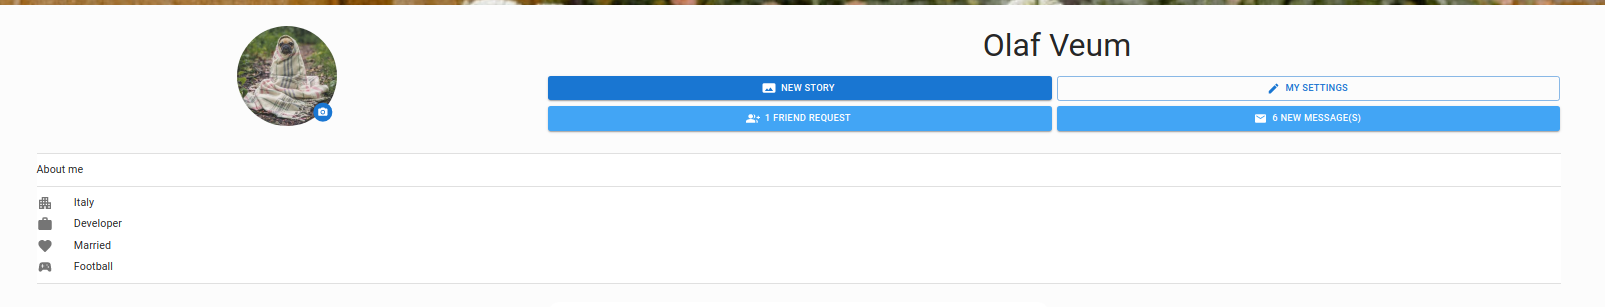 Olaf Veum
NEW STORY
MY SETTINGS
1 FRIEND REQUEST
6 NEW MESSAGE(S)
About me
Italy
Developer
Married
Football